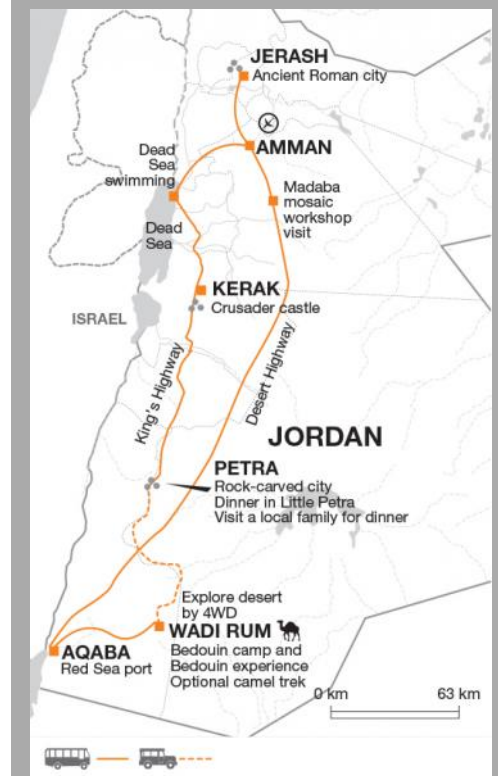 JERASH
Ancient Roman city
AMMAN
Dead
Sea
swimming
Madaba
mosaic
workshop
visit
Dead
Sea
KERAK
Crusader castle
ISRAEL
King's Highway
Desert Highway
JORDAN
PETRA
Rock-carved city
Dinner in Little Petra
Visit a local family for dinner
Explore desert
by 4WD
WADI RUM
Bedouin camp and
Bedouin experience
Optional camel trek
AQABA
Red Sea port
0 km 63 km